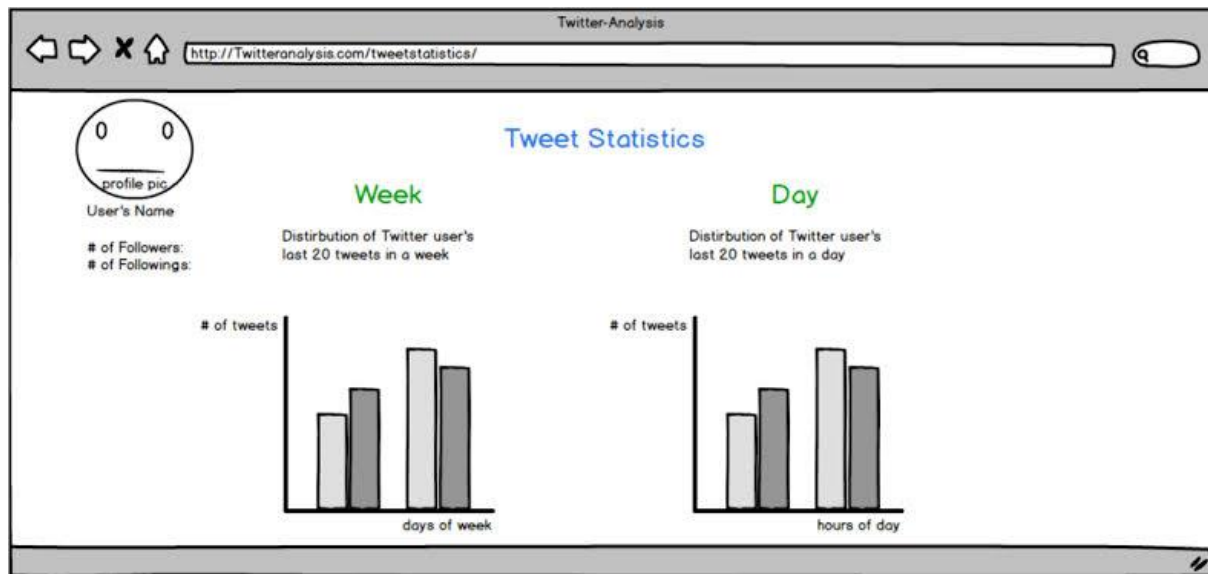 Twitter-Analysis
http://Twitteranalysis.com/tweetstatistics/
profile pic
User's Name
# of Followers:
# of Followings:
Tweet Statistics
Week
Distirbution of Twitter user's
last 20 tweets in a week
# of tweets
days of week
Day
Distirbution of Twitter user's
last 20 tweets in a day
# of tweets
hours of day